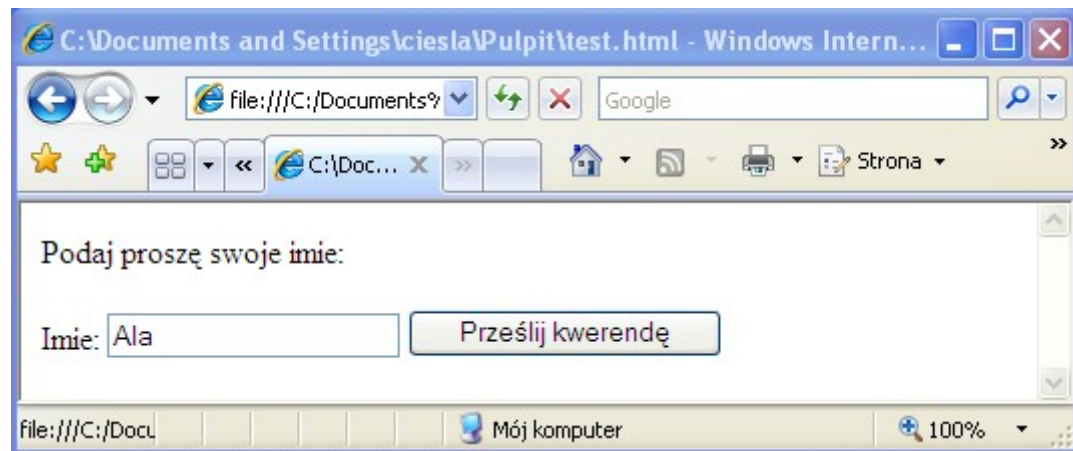 C:\Documents and Settings\ciesla\Pulpit\test.html - Windows Intern...
file:///C:/Documents% Google
C:\Doc... Strona
Podaj proszę swoje imie:
Imie: Ala Prześlij kwerendę
file:///C:/Docu Mój komputer 100%